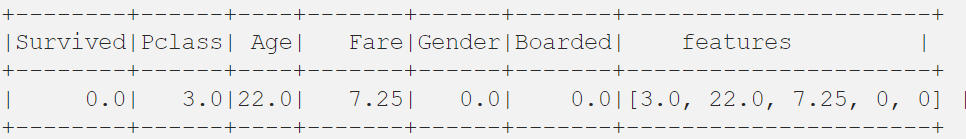 +--------+------+----+-------+------+-------+----------------------+
|Survived|Pclass| Age|   Fare|Gender|Boarded|    features          |
+--------+------+----+-------+------+-------+----------------------+
|     0.0|   3.0|22.0|   7.25|   0.0|    0.0|[3.0, 22.0, 7.25, 0, 0] |
+--------+------+----+-------+------+-------+----------------------+